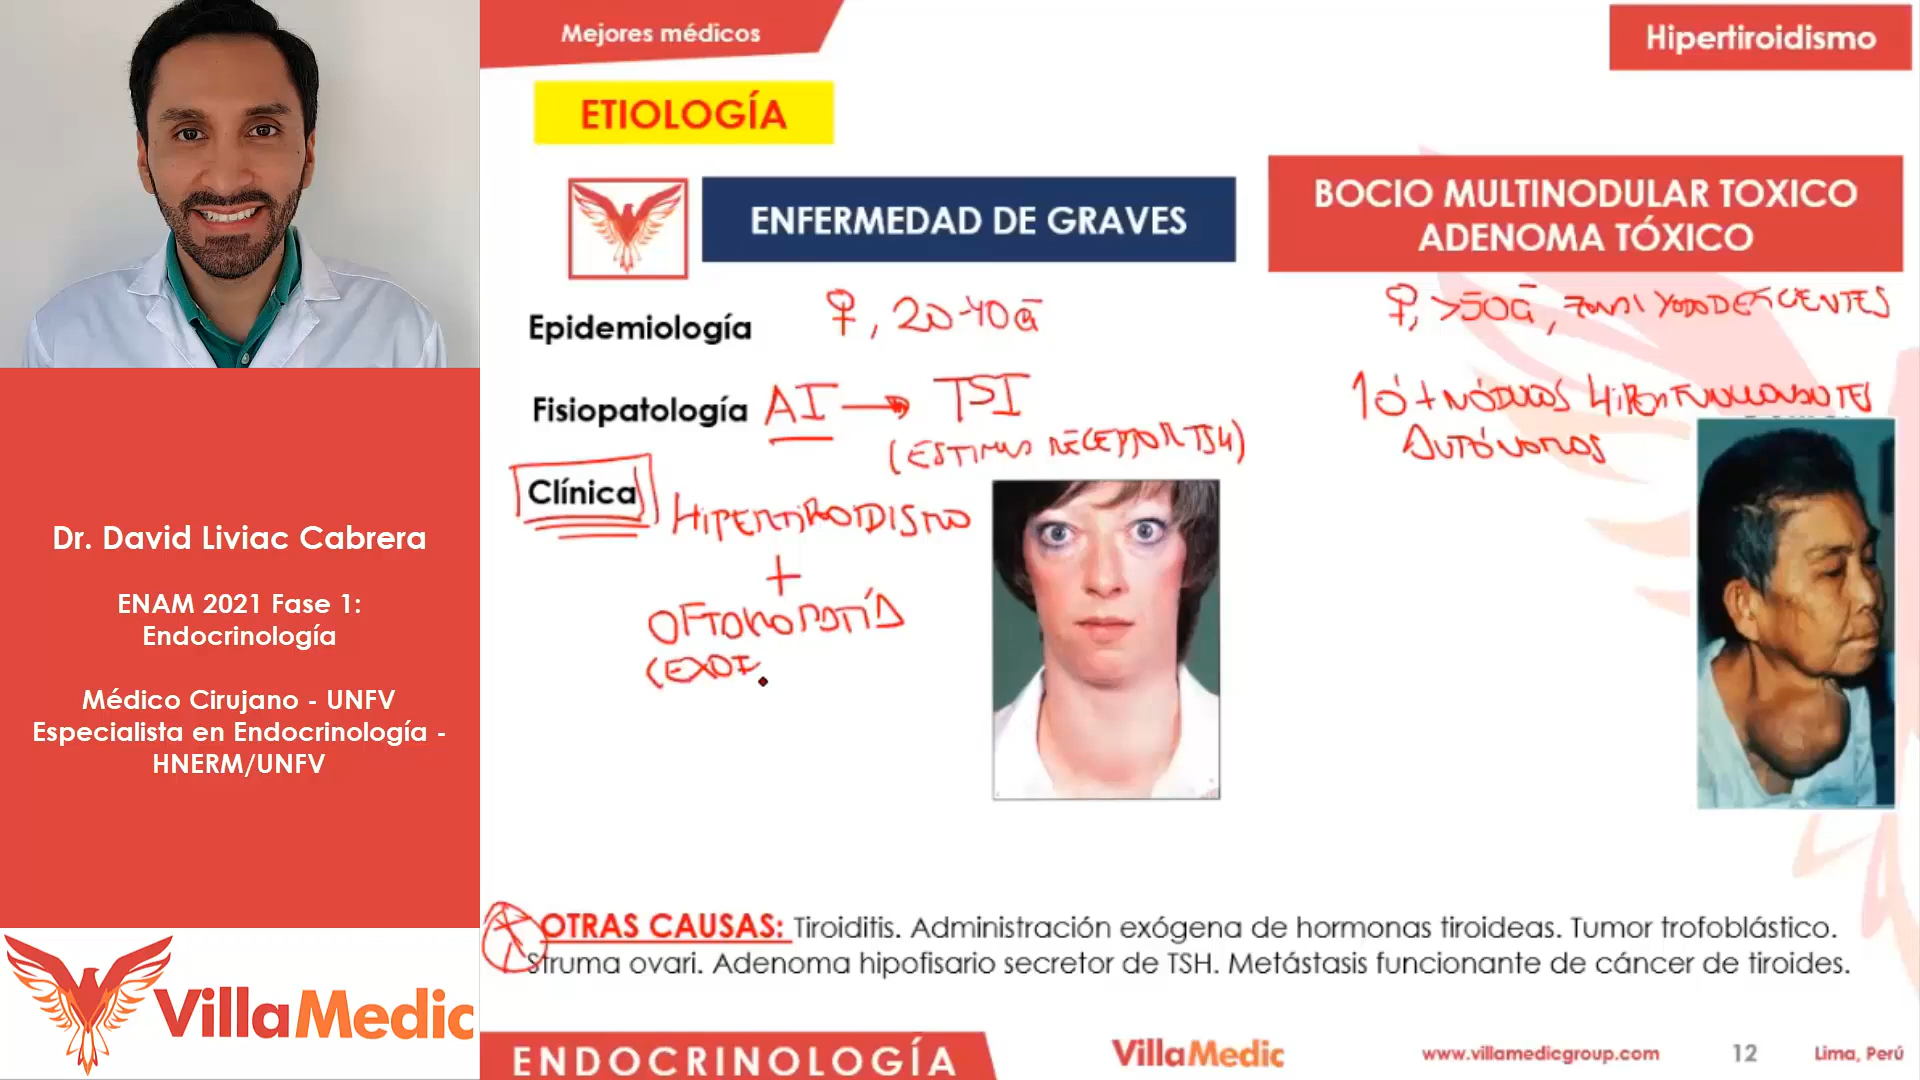 Mejores médicos
Hipertiroidismo
ETIOLOGÍA
ENFERMEDAD DE GRAVES
BOCIO MULTINODULAR TOXICO
ADENOMA TÓXICO
Epidemiología
♀, 20-40a
♀, >50a, ZONAS YODODEFICIENTES
Fisiopatología
AI → TSI
(ESTIMULA RECEPTOR TSH)
1 ó + NÓDULOS HIPERFUNCIONANTES
AUTÓNOMOS
Clínica
HIPERTIROIDISMO
+
OFTALMOPATÍA
(EXOF
Dr. David Liviac Cabrera
ENAM 2021 Fase 1:
Endocrinología
Médico Cirujano - UNFV
Especialista en Endocrinología -
HNERM/UNFV
OTRAS CAUSAS: Tiroiditis. Administración exógena de hormonas tiroideas. Tumor trofoblástico.
Struma ovari. Adenoma hipofisario secretor de TSH. Metástasis funcionante de cáncer de tiroides.
VillaMedic
ENDOCRINOLOGÍA
VillaMedic
www.villamedicgroup.com
12
Lima, Perú